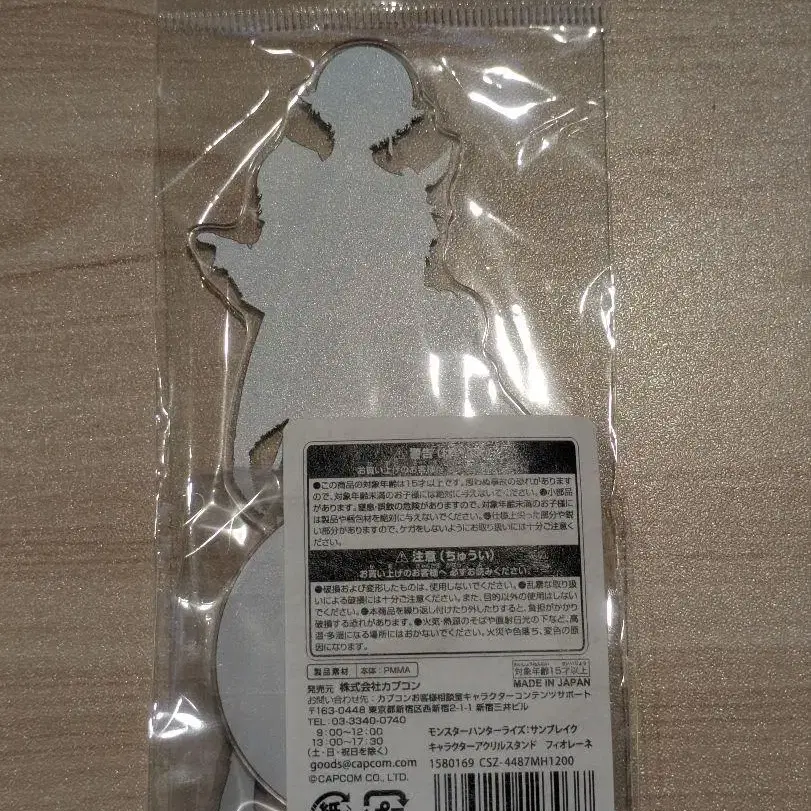 ⚠ 警告
お買い上げのお客様へ
●この商品の対象年齢は15才以上です。思わぬ事故の恐れがあります
ので、対象年齢未満のお子様には絶対に与えないでください。●小部品
があります。窒息・誤飲の危険がありますので、対象年齢未満のお子様に
は製品や梱包材を絶対に与えないでください。●仕様上尖った部分や鋭
い部分がありますので、ケガをしないようにお取り扱いには十分ご注意く
ださい。
⚠ 注意(ちゅうい)
お買い上げのお客様へ 必ずお読みください
●破損および変形したものは、使用しないでください。●乱暴な取り扱
いによる破損には十分ご注意ください。また、目的以外の使用はしない
でください。●本商品を繰り返し付けたり外したりすると、負担がかかり
破損する恐れがあります。●火気・熱源のそばや直射日光の下など、高
温・多湿になる場所にはおかないでください。火災や色落ち、変色の原
因になります。
製品素材 本体:PMMA
対象年齢15才以上
MADE IN JAPAN
発売元 株式会社カプコン
お問い合わせ先:カプコンお客様相談室キャラクターコンテンツサポート
〒163-0448 東京都新宿区西新宿2-1-1 新宿三井ビル
TEL: 03-3340-0740
9:00~12:00
13:00~17:30
(土・日・祝日を除く)
goods@capcom.com
©CAPCOM CO., LTD.
モンスターハンターライズ:サンブレイク
キャラクターアクリルスタンド フィオレーネ
1580169 CSZ-4487MH1200